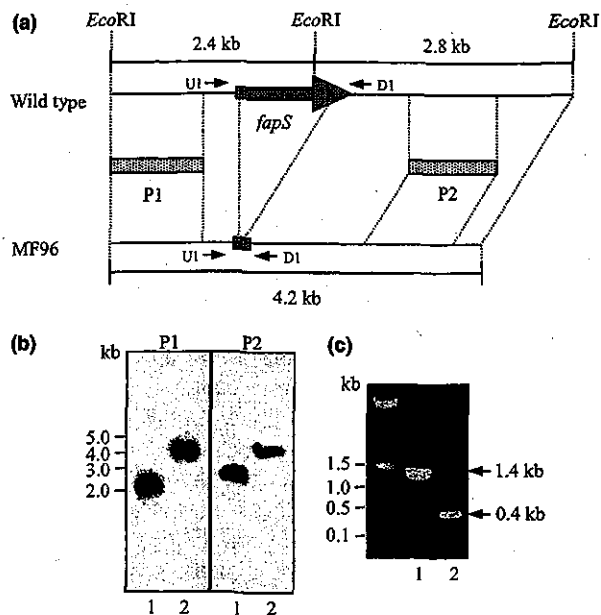 (a)
EcoRI EcoRI EcoRI
2.4 kb 2.8 kb
U1 D1
Wild type
fapS
P1 P2
MF96
U1 D1
4.2 kb
(b)
kb P1 P2
5.0
4.0
3.0
2.0
1 2 1 2
(c)
kb
1.5
1.0
0.5
0.1
1.4 kb
0.4 kb
1 2